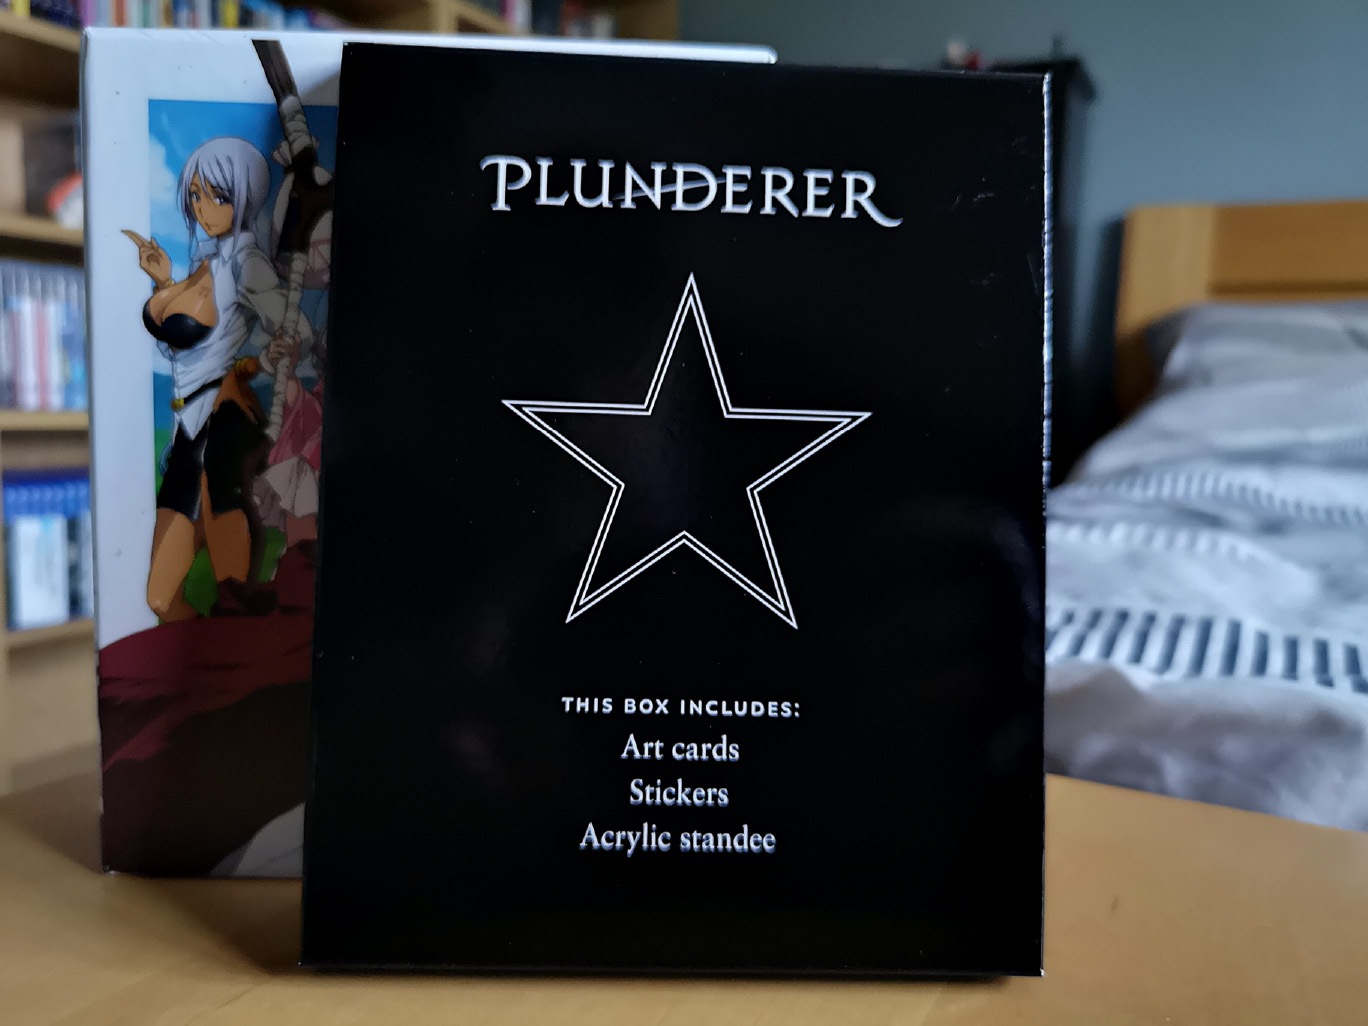 PLUNDERER
THIS BOX INCLUDES:
Art cards
Stickers
Acrylic standee